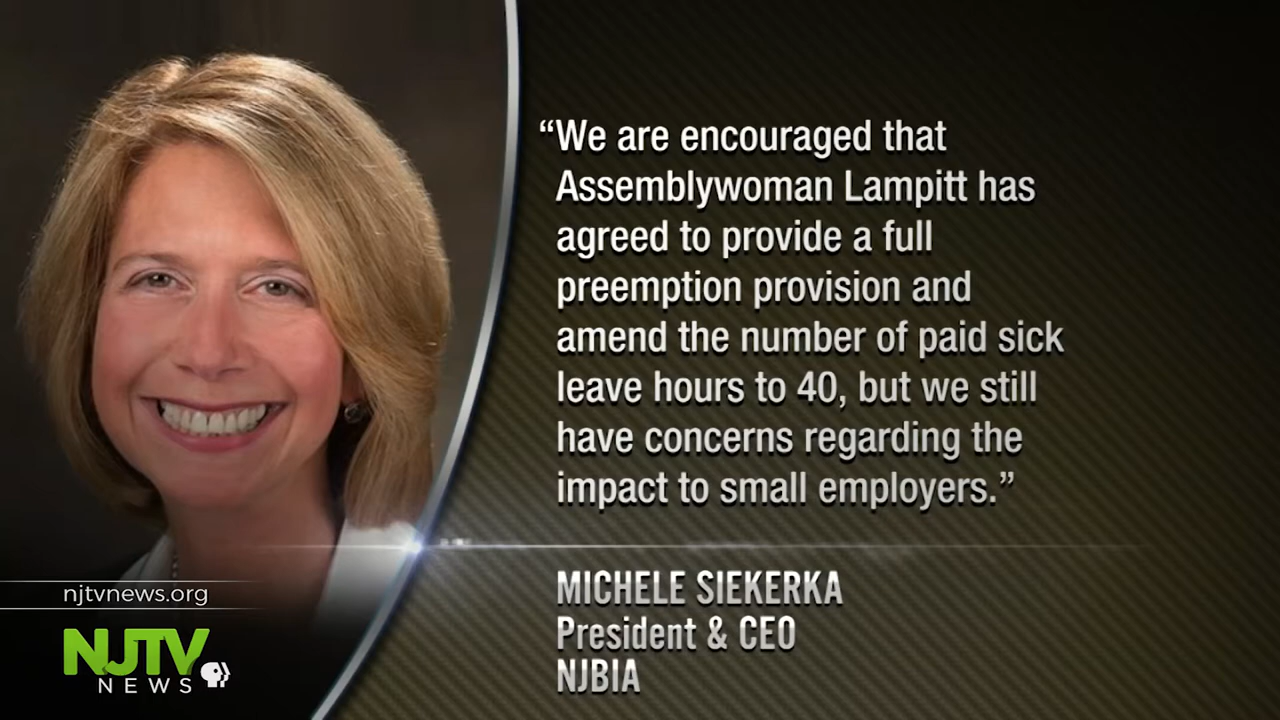 “We are encouraged that
Assemblywoman Lampitt has
agreed to provide a full
preemption provision and
amend the number of paid sick
leave hours to 40, but we still
have concerns regarding the
impact to small employers.”
MICHELE SIEKERKA
President & CEO
NJBIA
njtvnews.org
NJTV
NEWS